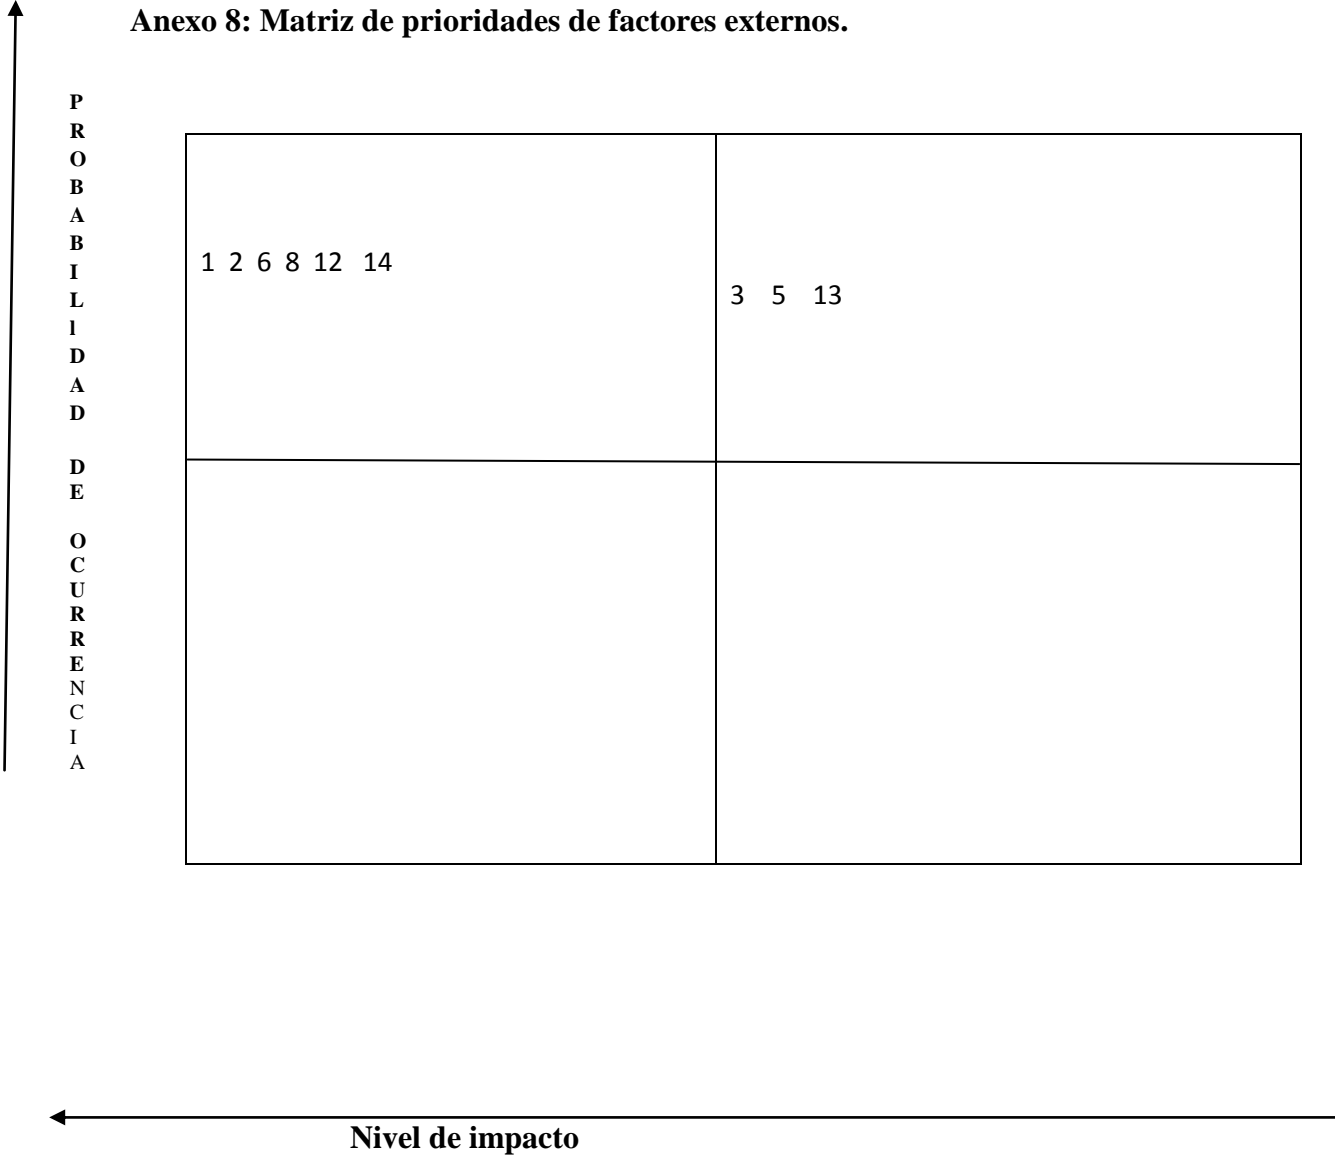 Anexo 8: Matriz de prioridades de factores externos.
P
R
O
B
A
B
I
L
l
D
A
D
D
E
O
C
U
R
R
E
N
C
I
A
1 2 6 8 12 14
3 5 13
Nivel de impacto